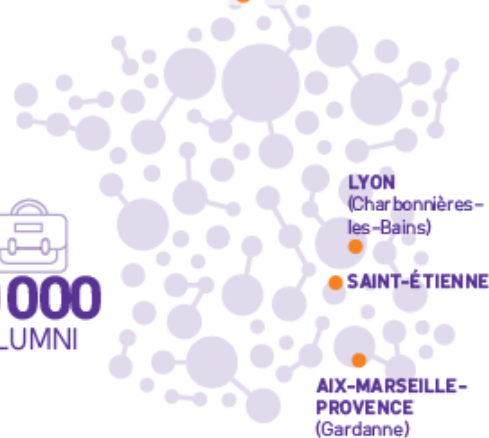 LYON
(Charbonnières-
les-Bains)
SAINT-ÉTIENNE
000
LUMNI
AIX-MARSEILLE-
PROVENCE
(Gardanne)